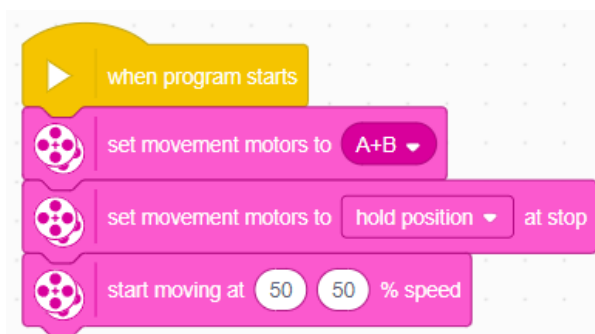 when program starts
set movement motors to A+B
set movement motors to hold position at stop
start moving at 50 50 % speed